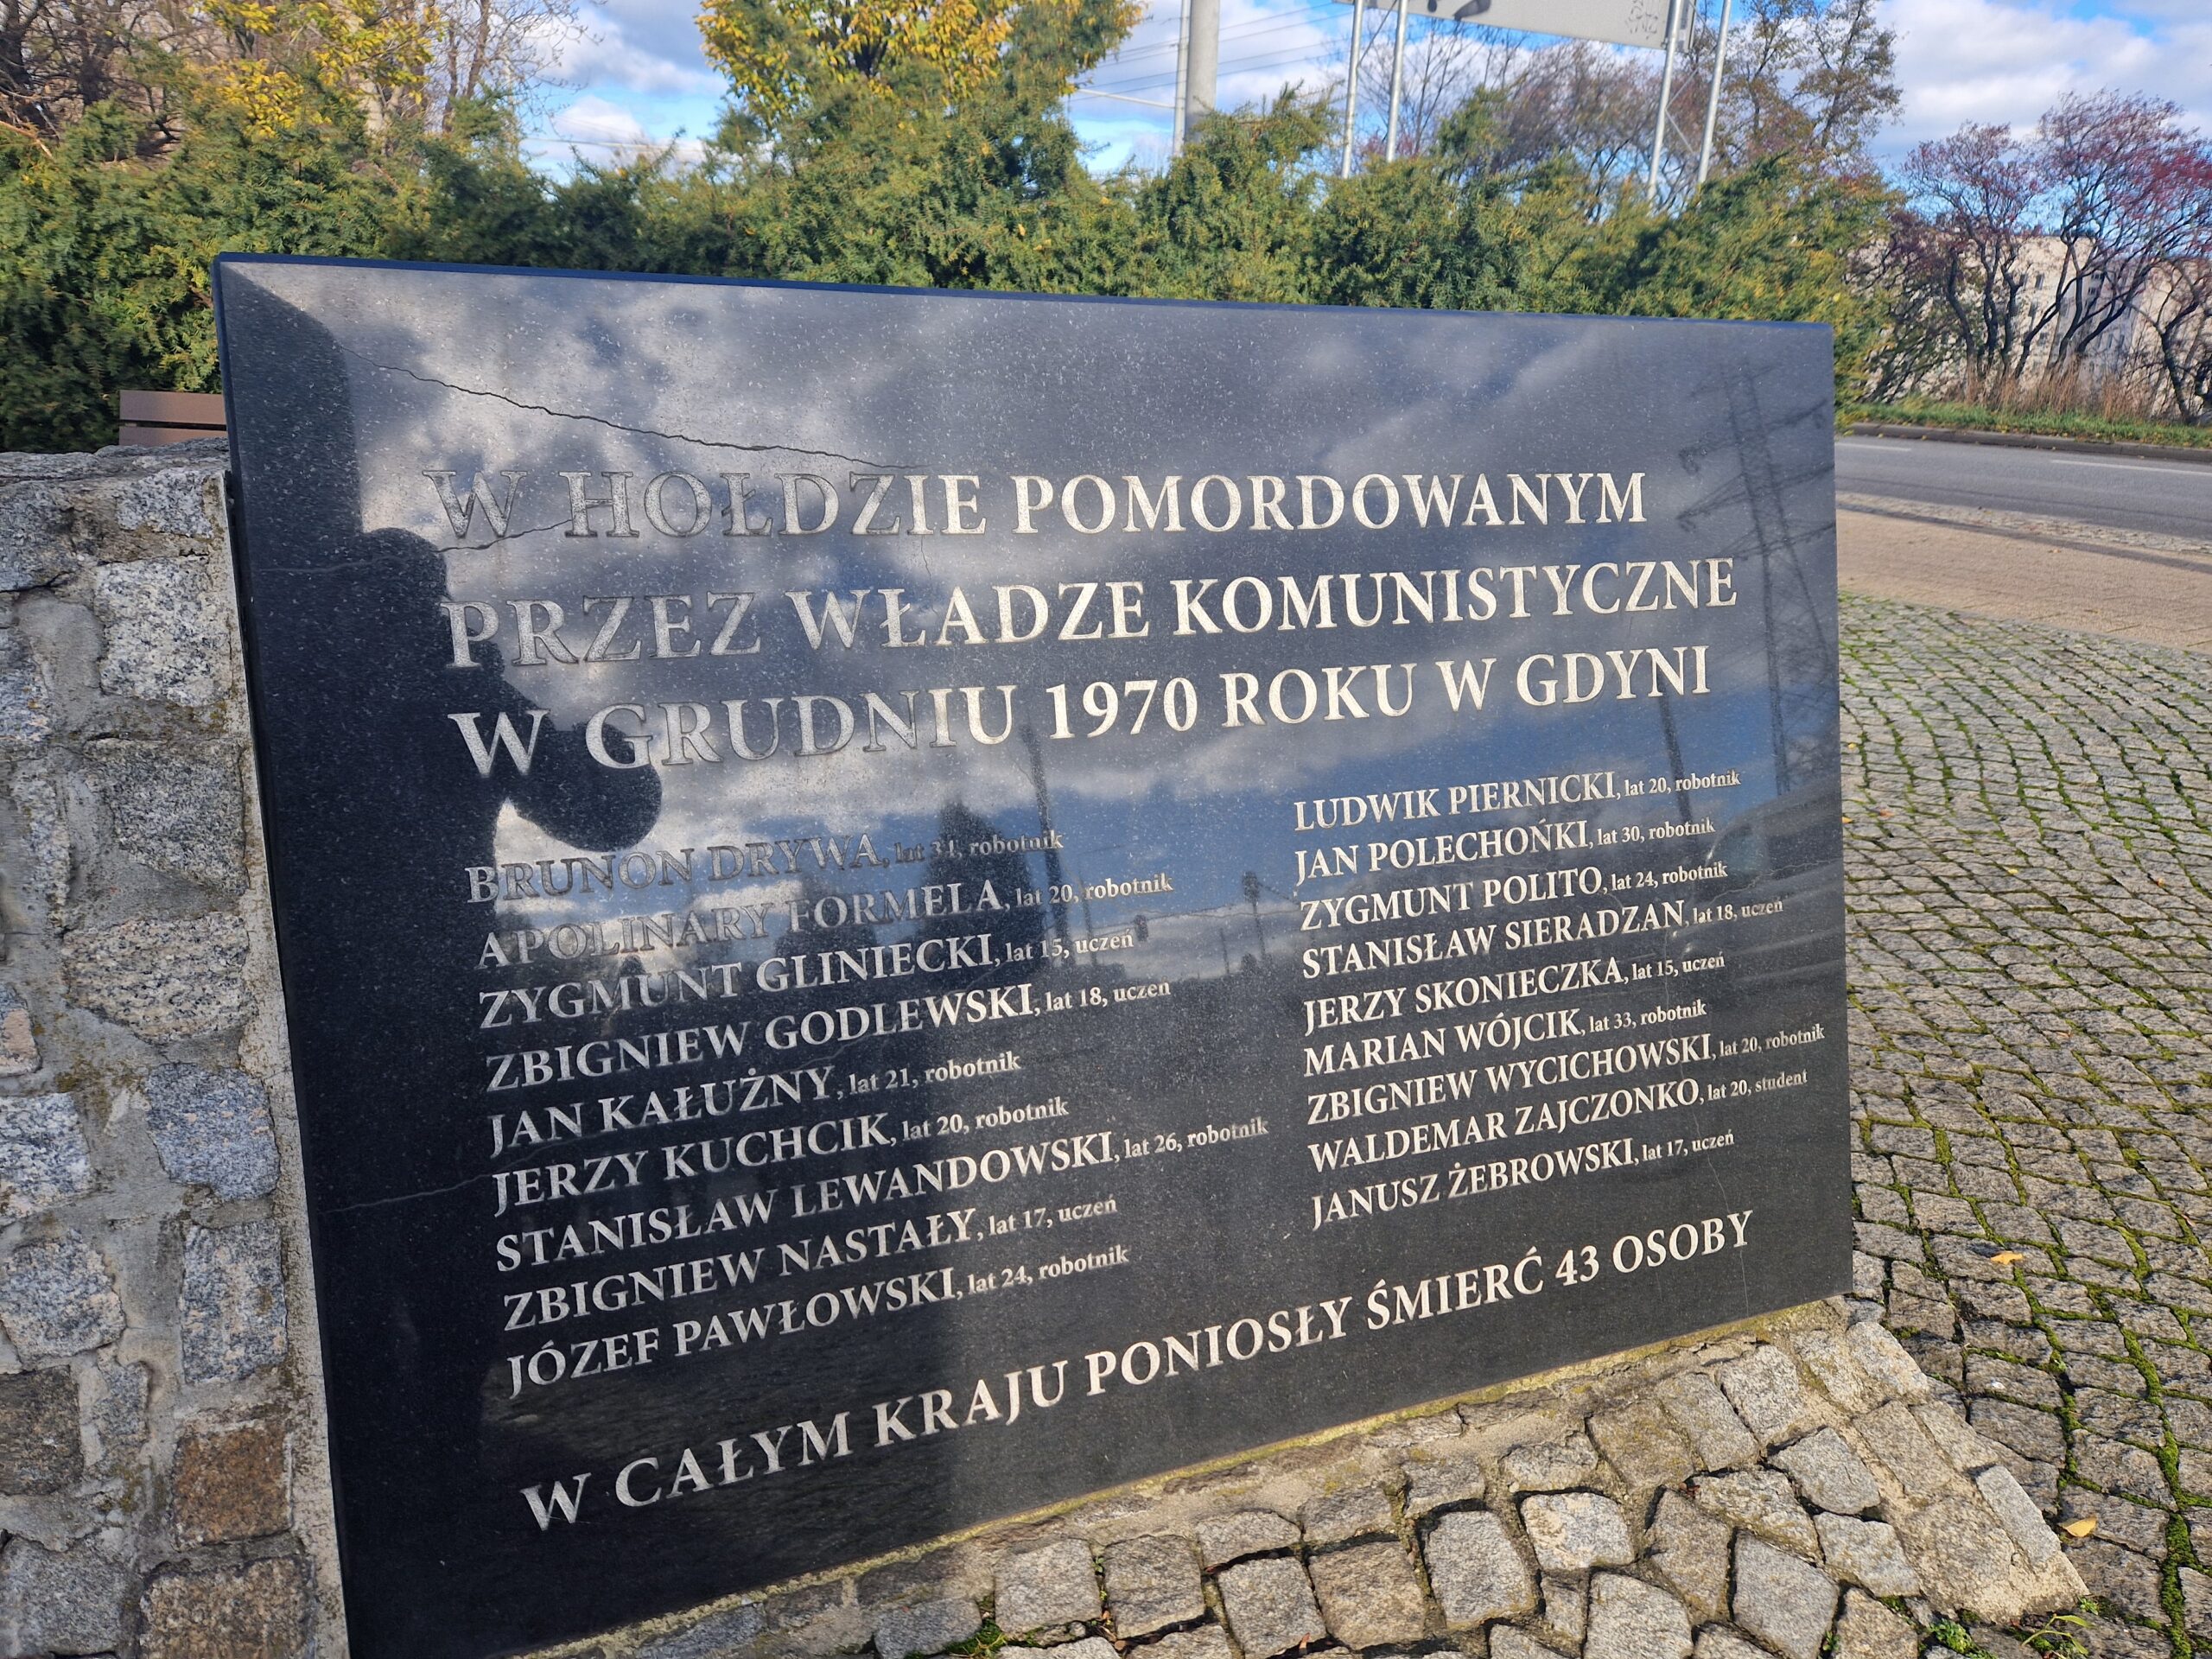 W HOŁDZIE POMORDOWANYM
PRZEZ WŁADZE KOMUNISTYCZNE
W GRUDNIU 1970 ROKU W GDYNI
BRUNON DRYWA, lat 34, robotnik
APOLINARY FORMELA, lat 20, robotnik
ZYGMUNT GLINIECKI, lat 15, uczeń
ZBIGNIEW GODLEWSKI, lat 18, uczeń
JAN KAŁUŻNY, lat 21, robotnik
JERZY KUCHCIK, lat 20, robotnik
STANISŁAW LEWANDOWSKI, lat 26, robotnik
ZBIGNIEW NASTAŁY, lat 17, uczeń
JÓZEF PAWŁOWSKI, lat 24, robotnik
LUDWIK PIERNICKI, lat 20, robotnik
JAN POLECHOŃKI, lat 30, robotnik
ZYGMUNT POLITO, lat 24, robotnik
STANISŁAW SIERADZAN, lat 18, uczeń
JERZY SKONIECZKA, lat 15, uczeń
MARIAN WÓJCIK, lat 33, robotnik
ZBIGNIEW WYCICHOWSKI, lat 20, robotnik
WALDEMAR ZAJCZONKO, lat 20, student
JANUSZ ŻEBROWSKI, lat 17, uczeń
W CAŁYM KRAJU PONIOSŁY ŚMIERĆ 43 OSOBY